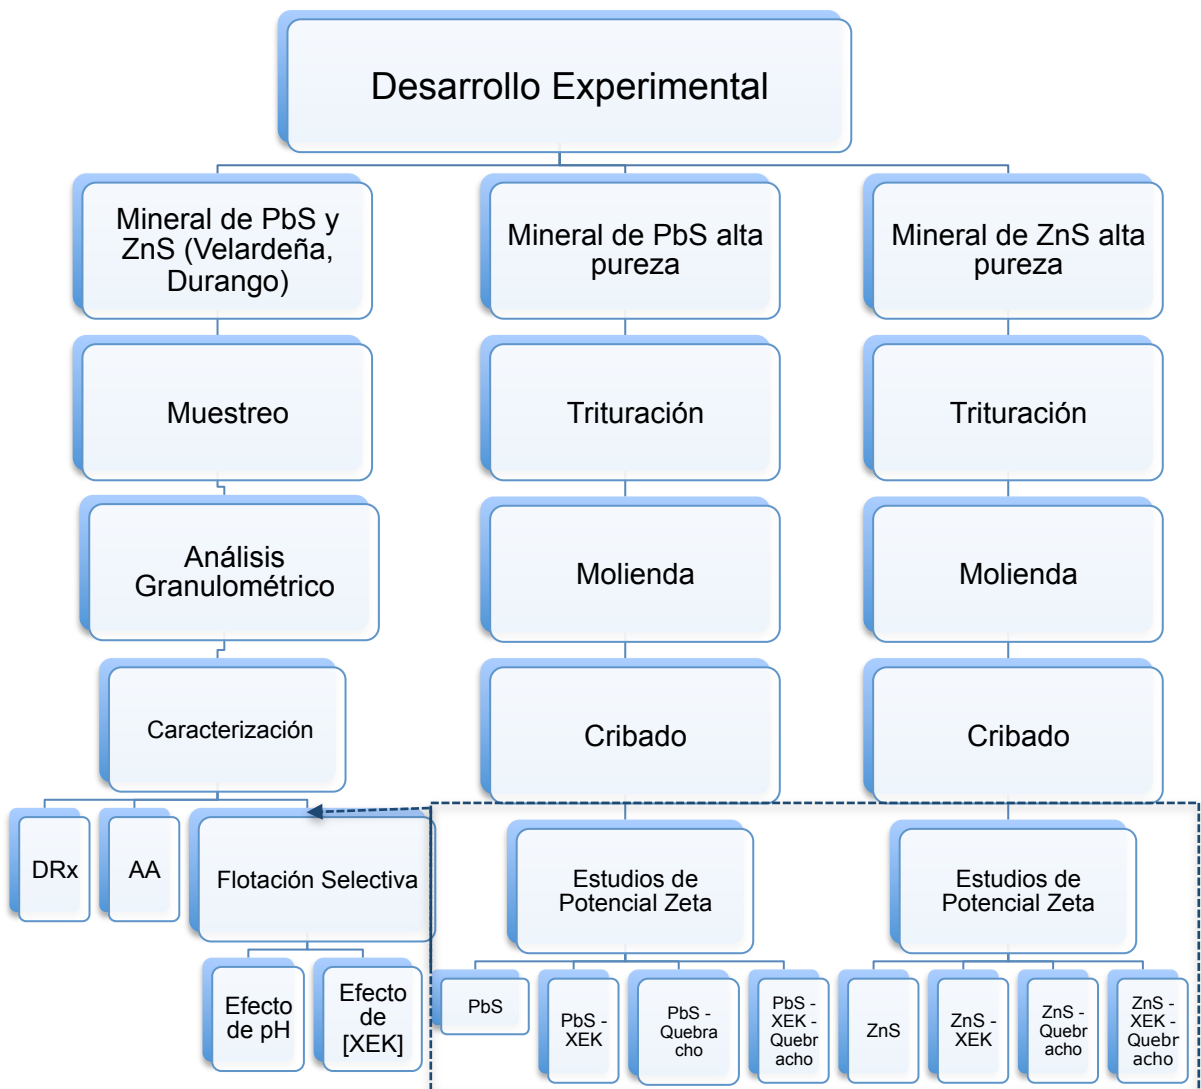 Desarrollo Experimental
Mineral de PbS y
ZnS (Velardeña,
Durango)
Mineral de PbS alta
pureza
Mineral de ZnS alta
pureza
Muestreo
Trituración
Trituración
Análisis
Granulométrico
Molienda
Molienda
Caracterización
Cribado
Cribado
DRx
AA
Flotación Selectiva
Estudios de
Potencial Zeta
Estudios de
Potencial Zeta
Efecto
de pH
Efecto
de
[XEK]
PbS
PbS -
XEK
PbS -
Quebra
cho
PbS -
XEK -
Quebr
acho
ZnS
ZnS -
XEK
ZnS -
Quebr
acho
ZnS -
XEK -
Quebr
acho